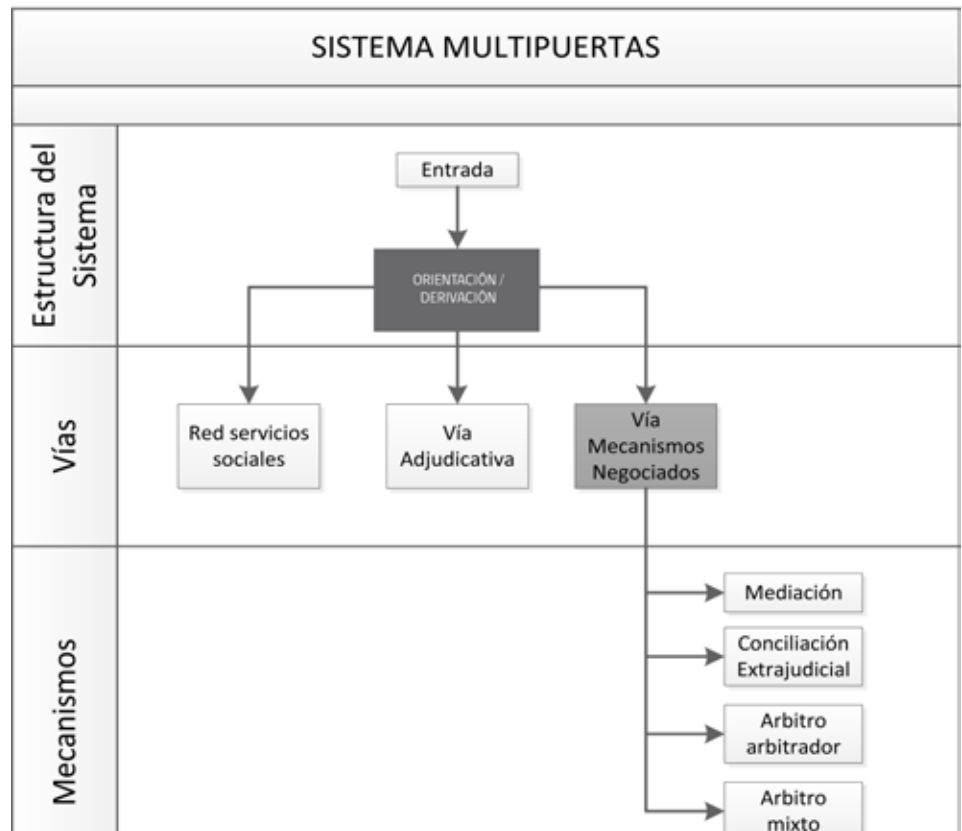 SISTEMA MULTIPUERTAS
Estructura del
Sistema
Entrada
ORIENTACIÓN /
DERIVACIÓN
Vías
Red servicios
sociales
Vía
Adjudicativa
Vía
Mecanismos
Negociados
Mecanismos
Mediación
Conciliación
Extrajudicial
Arbitro
arbitrador
Arbitro
mixto